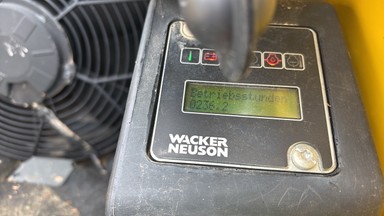 Betriebsstunden
0236.2
WACKER
NEUSON